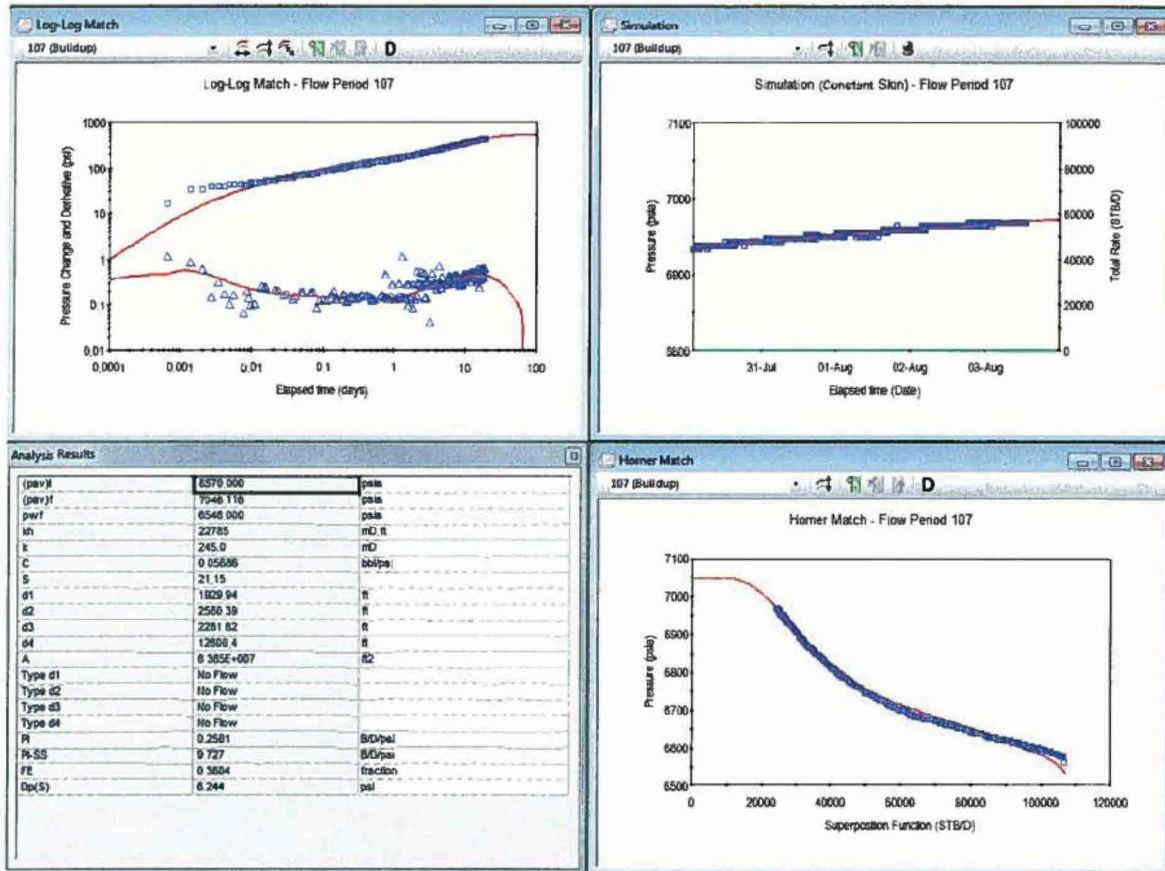 Log-Log Match
107 (Buildup)
D
Log-Log Match - Flow Period 107
Pressure Change and Derivative (psi)
1000
100
10
1
0.1
0.01
0.0001
0.001
0.01
0.1
1
10
100
Elapsed time (days)
Simulation
107 (Buildup)
Simulation (Constant Skin) - Flow Period 107
Pressure (psia)
7100
7000
6900
100000
80000
60000
40000
20000
0
Total Rate (STB/D)
31-Jul
01-Aug
02-Aug
03-Aug
Elapsed time (Date)
Analysis Results
(pav)i 6570.000 psia
(pav)f 7048.116 psia
pwf 6546.000 psia
kh 22785 mD.ft
k 245.0 mD
C 0.05686 bbl/psi
S 21.15
d1 1929.94 ft
d2 2560.39 ft
d3 2281.82 ft
d4 12600.4 ft
A 6.385E+007 ft2
Type d1 No Flow
Type d2 No Flow
Type d3 No Flow
Type d4 No Flow
PI 0.2581 B/D/psi
PI-SS 9.727 B/D/psi
FE 0.3604 fraction
Dp(S) 6.244 psi
Horner Match
107 (Buildup)
D
Horner Match - Flow Period 107
Pressure (psia)
7100
7000
6900
6800
6700
6600
6500
0
20000
40000
60000
80000
100000
120000
Superposition Function (STB/D)